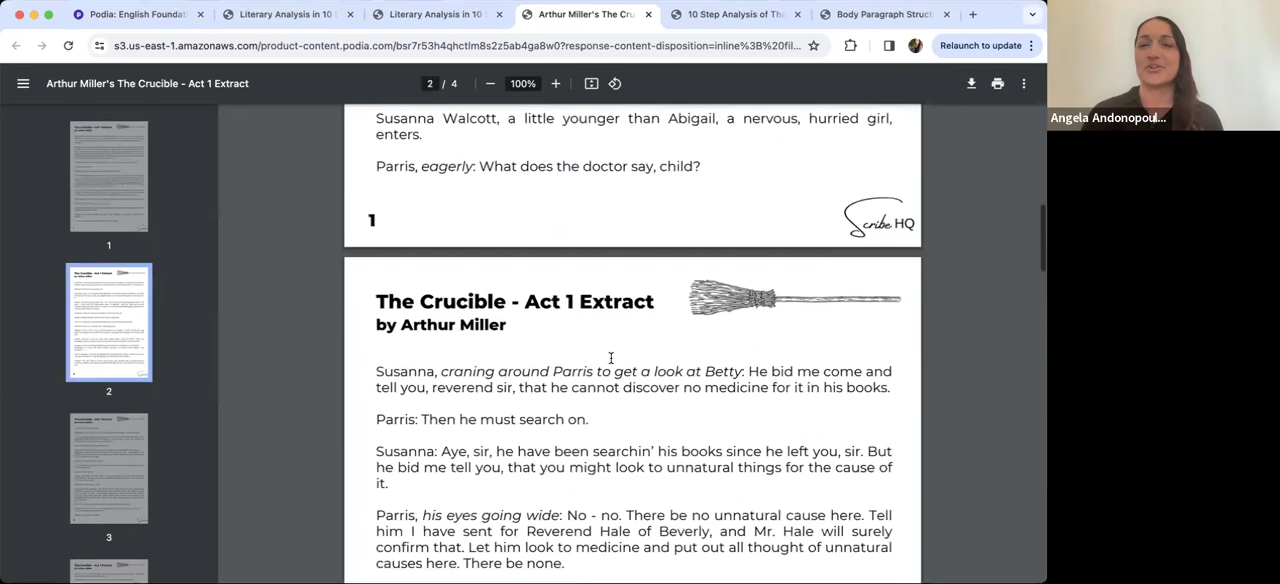 Podia: English Foundat
Literary Analysis in 10
Literary Analysis in 10
Arthur Miller's The Cru
10 Step Analysis of The
Body Paragraph Struct
s3.us-east-1.amazonaws.com/product-content.podia.com/bsr7r53h4qhctlm8s2z5ab4ga8w0?response-content-disposition=inline%3B%20fil...
Relaunch to update
Arthur Miller's The Crucible - Act 1 Extract
2 / 4
100%
Angela Andonopoul...
Susanna Walcott, a little younger than Abigail, a nervous, hurried girl,
enters.
Parris, eagerly: What does the doctor say, child?
1
Scribe HQ
The Crucible - Act 1 Extract
by Arthur Miller
Susanna, craning around Parris to get a look at Betty: He bid me come and
tell you, reverend sir, that he cannot discover no medicine for it in his books.
Parris: Then he must search on.
Susanna: Aye, sir, he have been searchin' his books since he left you, sir. But
he bid me tell you, that you might look to unnatural things for the cause of
it.
Parris, his eyes going wide: No - no. There be no unnatural cause here. Tell
him I have sent for Reverend Hale of Beverly, and Mr. Hale will surely
confirm that. Let him look to medicine and put out all thought of unnatural
causes here. There be none.
1
2
3